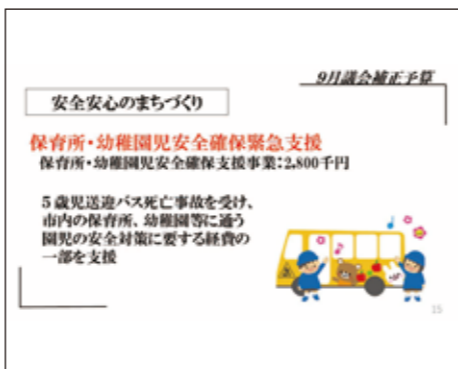 9月議会補正予算
安全安心のまちづくり
保育所・幼稚園児安全確保緊急支援
保育所・幼稚園児安全確保支援事業:2,800千円
5歳児送迎バス死亡事故を受け、
市内の保育所、幼稚園等に通う
園児の安全対策に要する経費の
一部を支援
15